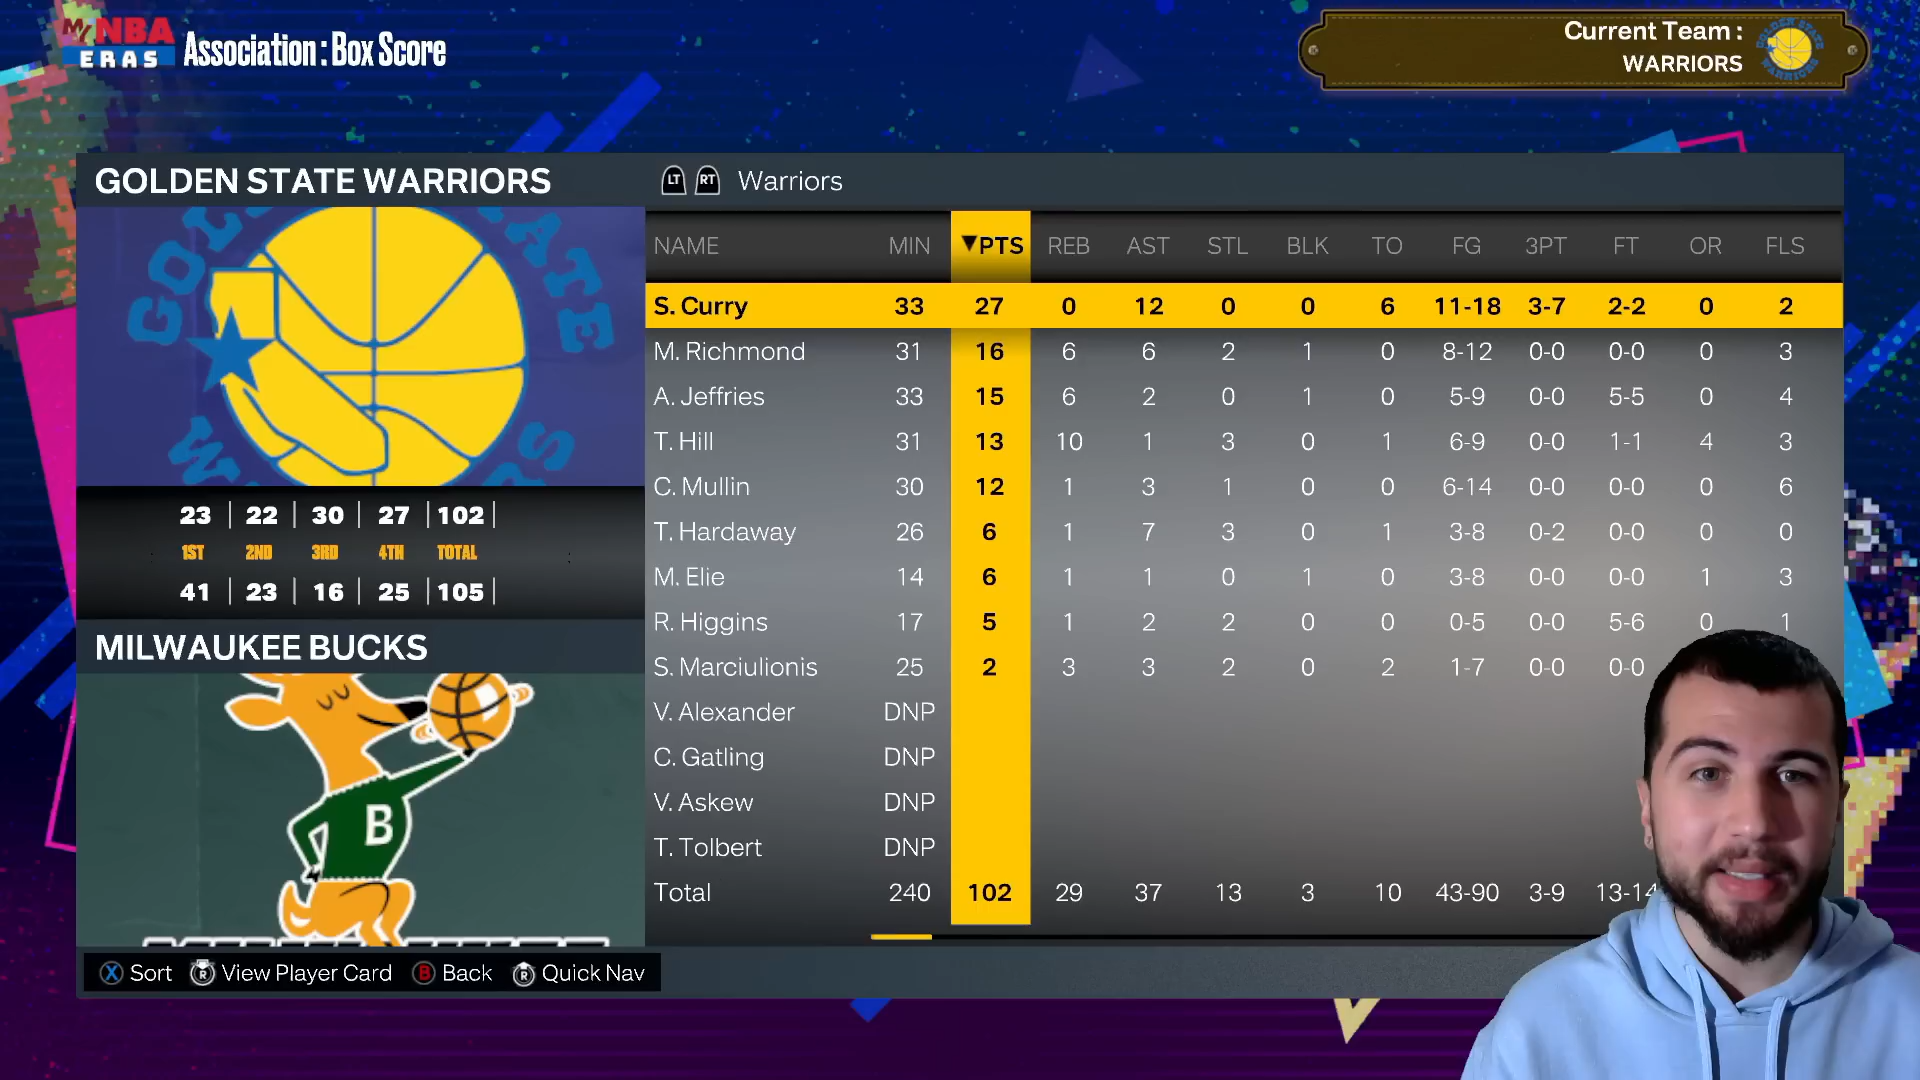 MyNBA
ERAS
Association : Box Score
Current Team :
WARRIORS
GOLDEN STATE WARRIORS
LT RT Warriors
NAME MIN ▼PTS REB AST STL BLK TO FG 3PT FT OR FLS
S. Curry 33 27 0 12 0 0 6 11-18 3-7 2-2 0 2
M. Richmond 31 16 6 6 2 1 0 8-12 0-0 0-0 0 3
A. Jeffries 33 15 6 2 0 1 0 5-9 0-0 5-5 0 4
T. Hill 31 13 10 1 3 0 1 6-9 0-0 1-1 4 3
C. Mullin 30 12 1 3 1 0 0 6-14 0-0 0-0 0 6
T. Hardaway 26 6 1 7 3 0 1 3-8 0-2 0-0 0 0
M. Elie 14 6 1 1 0 1 0 3-8 0-0 0-0 1 3
R. Higgins 17 5 1 2 2 0 0 0-5 0-0 5-6 0 1
S. Marciulionis 25 2 3 3 2 0 2 1-7 0-0 0-0
V. Alexander DNP
C. Gatling DNP
V. Askew DNP
T. Tolbert DNP
Total 240 102 29 37 13 3 10 43-90 3-9 13-14
23 | 22 | 30 | 27 | 102 |
1ST 2ND 3RD 4TH TOTAL
41 | 23 | 16 | 25 | 105 |
MILWAUKEE BUCKS
B
X Sort R View Player Card B Back R Quick Nav